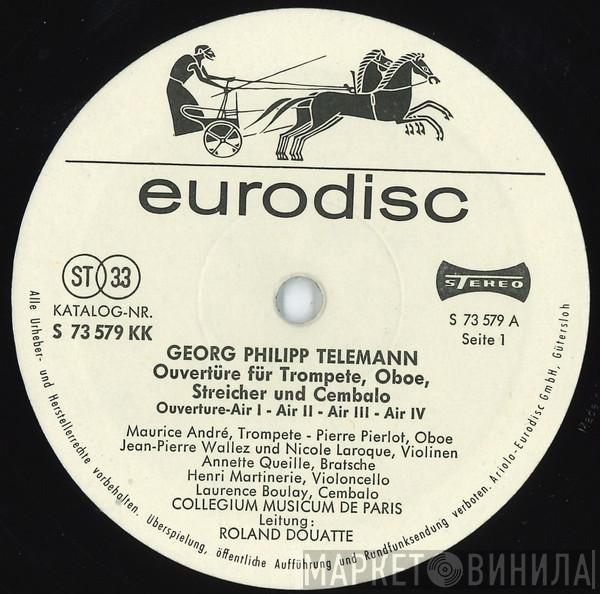 eurodisc
ST 33
STEREO
KATALOG-NR.
S 73 579 KK
S 73 579 A
Seite 1
GEORG PHILIPP TELEMANN
Ouvertüre für Trompete, Oboe,
Streicher und Cembalo
Ouverture-Air I - Air II - Air III - Air IV
Maurice André, Trompete - Pierre Pierlot, Oboe
Jean-Pierre Wallez und Nicole Laroque, Violinen
Annette Queille, Bratsche
Henri Martinerie, Violoncello
Laurence Boulay, Cembalo
COLLEGIUM MUSICUM DE PARIS
Leitung:
ROLAND DOUATTE
Alle Urheber- und Herstellerrechte vorbehalten. Überspielung, öffentliche Aufführung und Rundfunksendung verboten. Ariola-Eurodisc GmbH, Gütersloh
МАРКЕТ ВИНИЛА